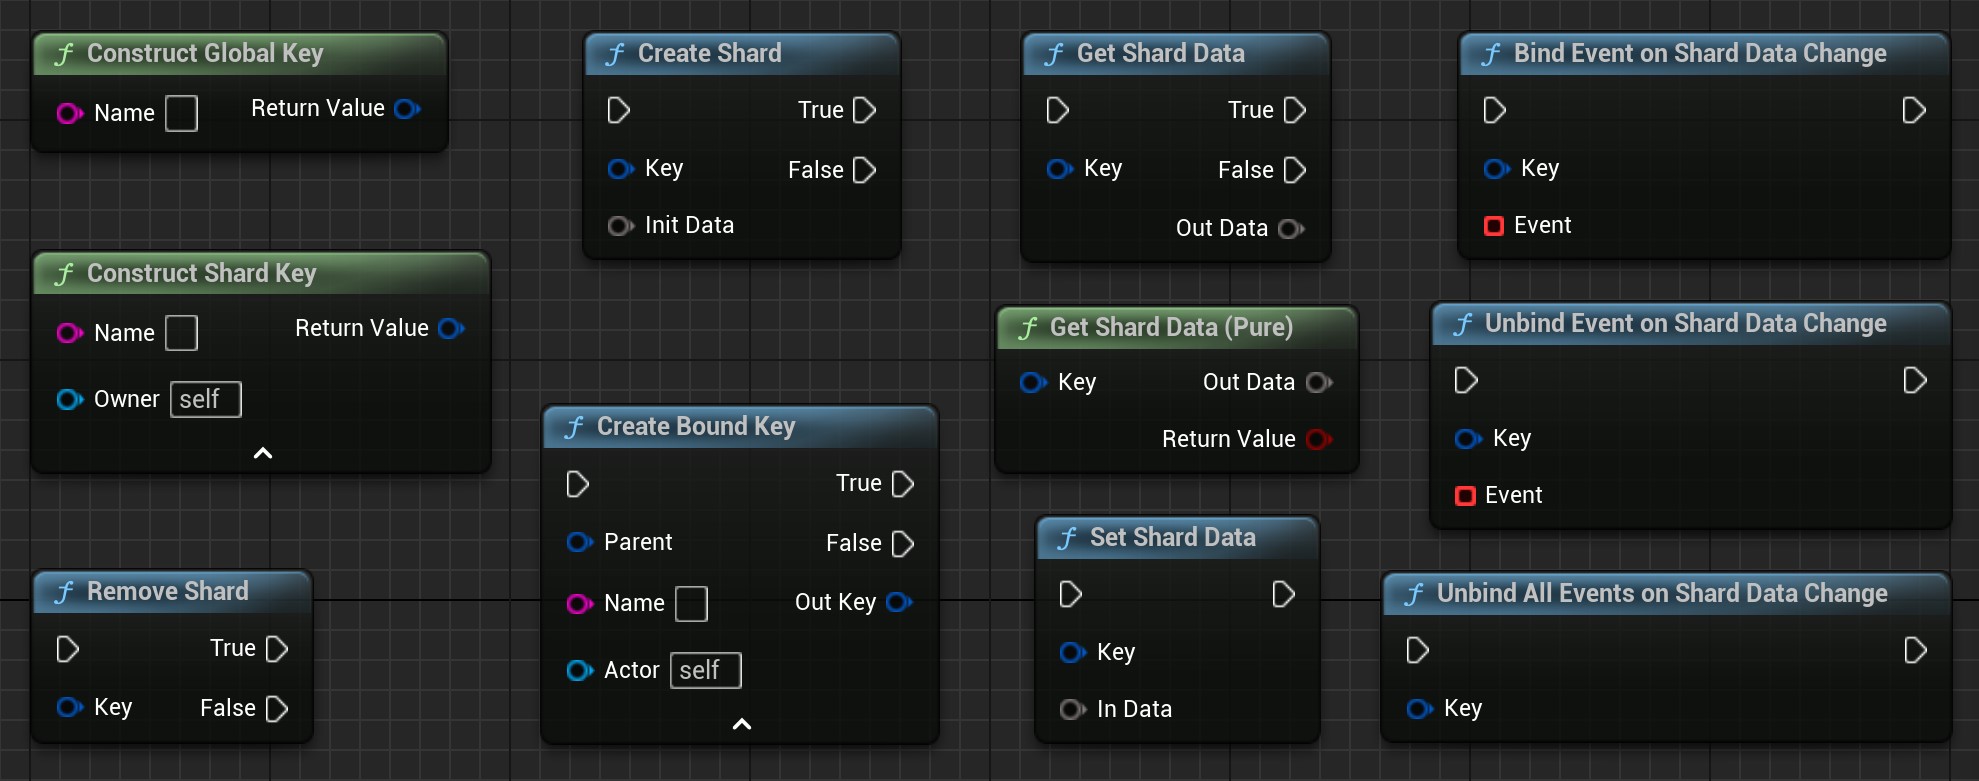 f Construct Global Key
Name Return Value
f Construct Shard Key
Name Return Value
Owner self
f Remove Shard
True
Key False
f Create Shard
True
Key False
Init Data
f Create Bound Key
True
Parent False
Name Out Key
Actor self
f Get Shard Data
True
Key False
Out Data
f Get Shard Data (Pure)
Key Out Data
Return Value
f Set Shard Data
Key
In Data
f Bind Event on Shard Data Change
Key
Event
f Unbind Event on Shard Data Change
Key
Event
f Unbind All Events on Shard Data Change
Key